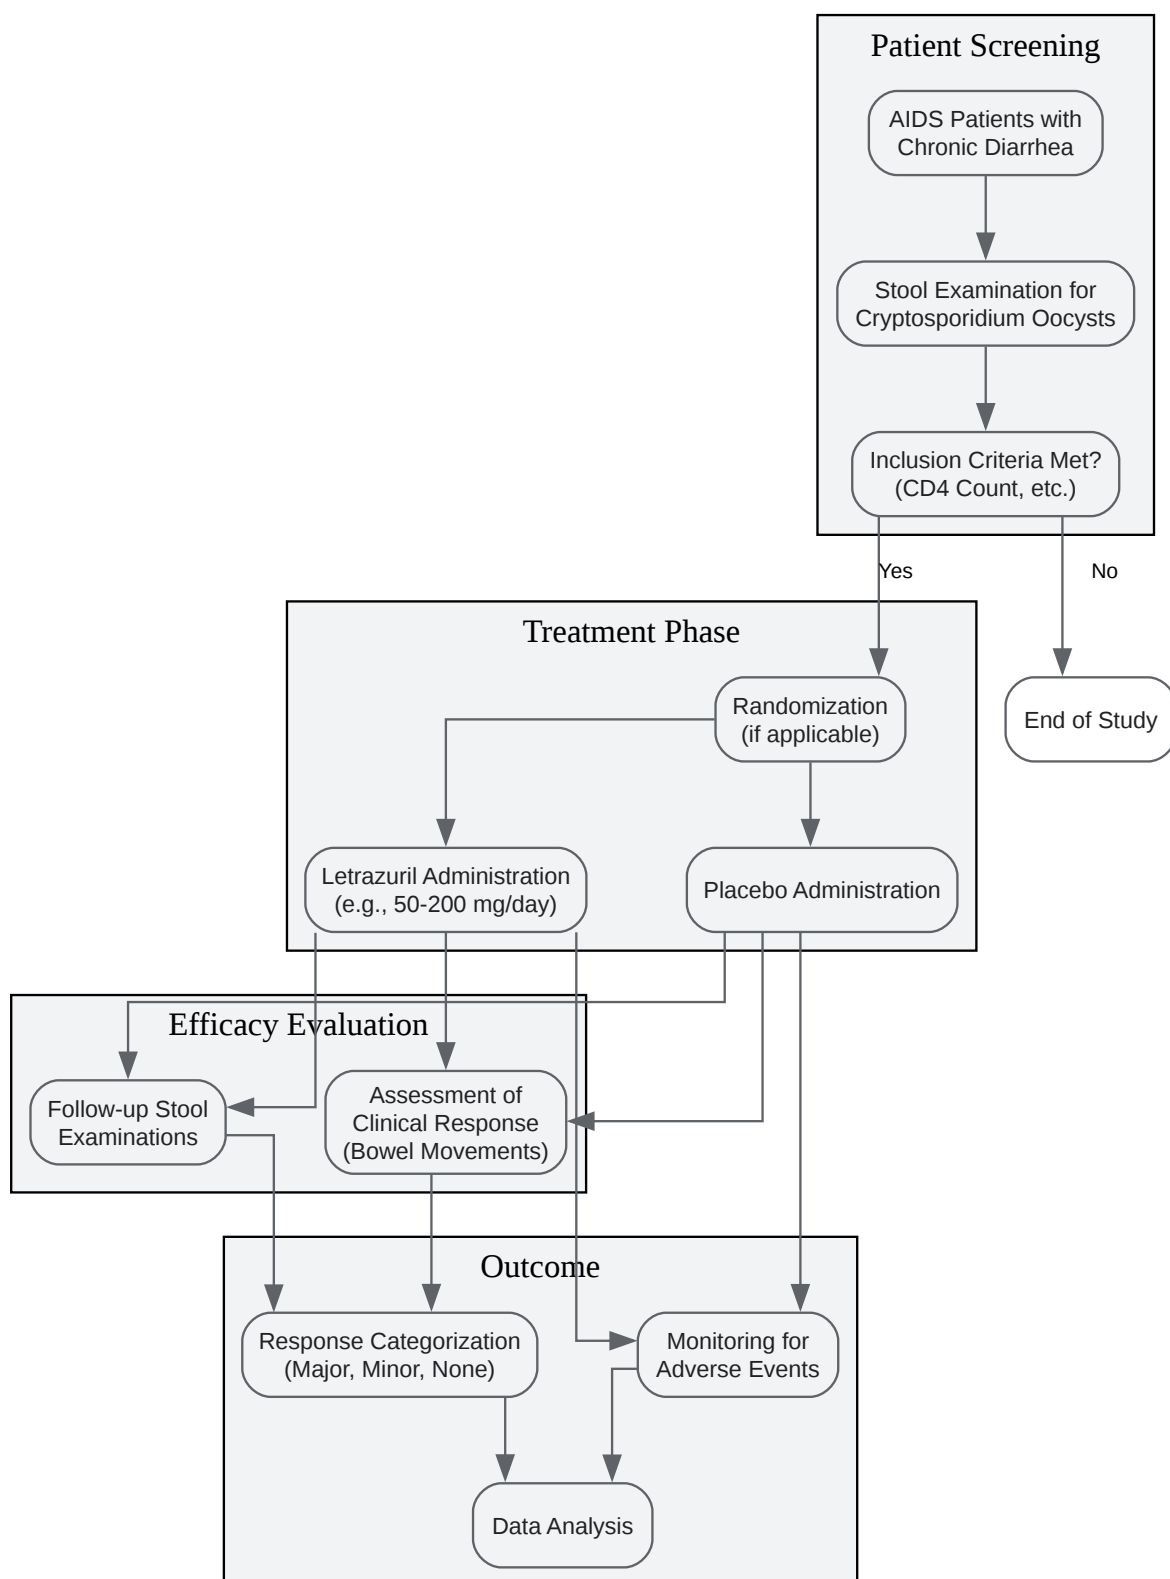 Patient Screening
AIDS Patients with
Chronic Diarrhea
Stool Examination for
Cryptosporidium Oocysts
Inclusion Criteria Met?
(CD4 Count, etc.)
Yes
No
Treatment Phase
Randomization
(if applicable)
End of Study
Letrazuril Administration
(e.g., 50-200 mg/day)
Placebo Administration
Efficacy Evaluation
Follow-up Stool
Examinations
Assessment of
Clinical Response
(Bowel Movements)
Outcome
Response Categorization
(Major, Minor, None)
Monitoring for
Adverse Events
Data Analysis